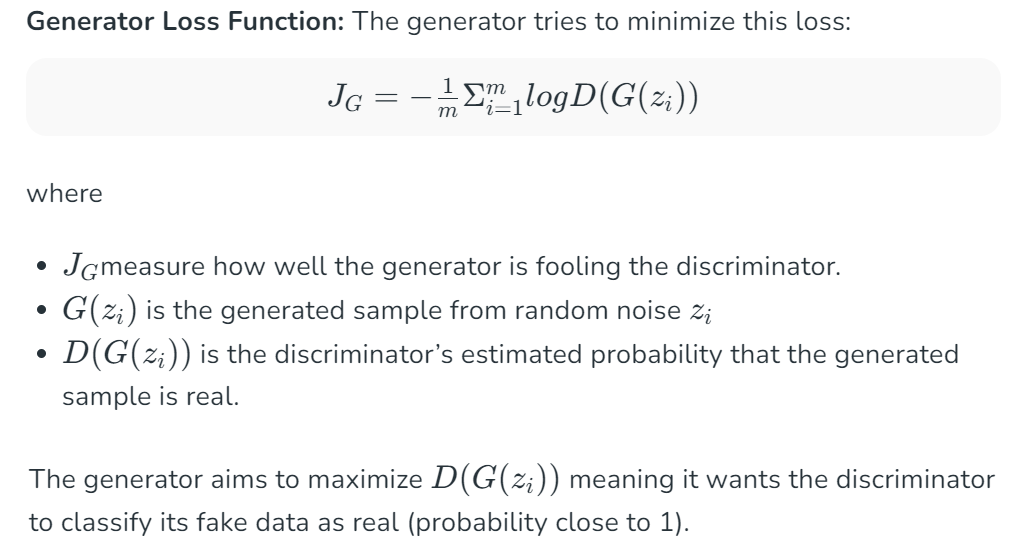 Generator Loss Function: The generator tries to minimize this loss:
J_G = -\frac{1}{m} Σ^m_{i=1} log D(G(z_i))
where
• J_G measure how well the generator is fooling the discriminator.
• G(z_i) is the generated sample from random noise z_i
• D(G(z_i)) is the discriminator's estimated probability that the generated
sample is real.
The generator aims to maximize D(G(z_i)) meaning it wants the discriminator
to classify its fake data as real (probability close to 1).